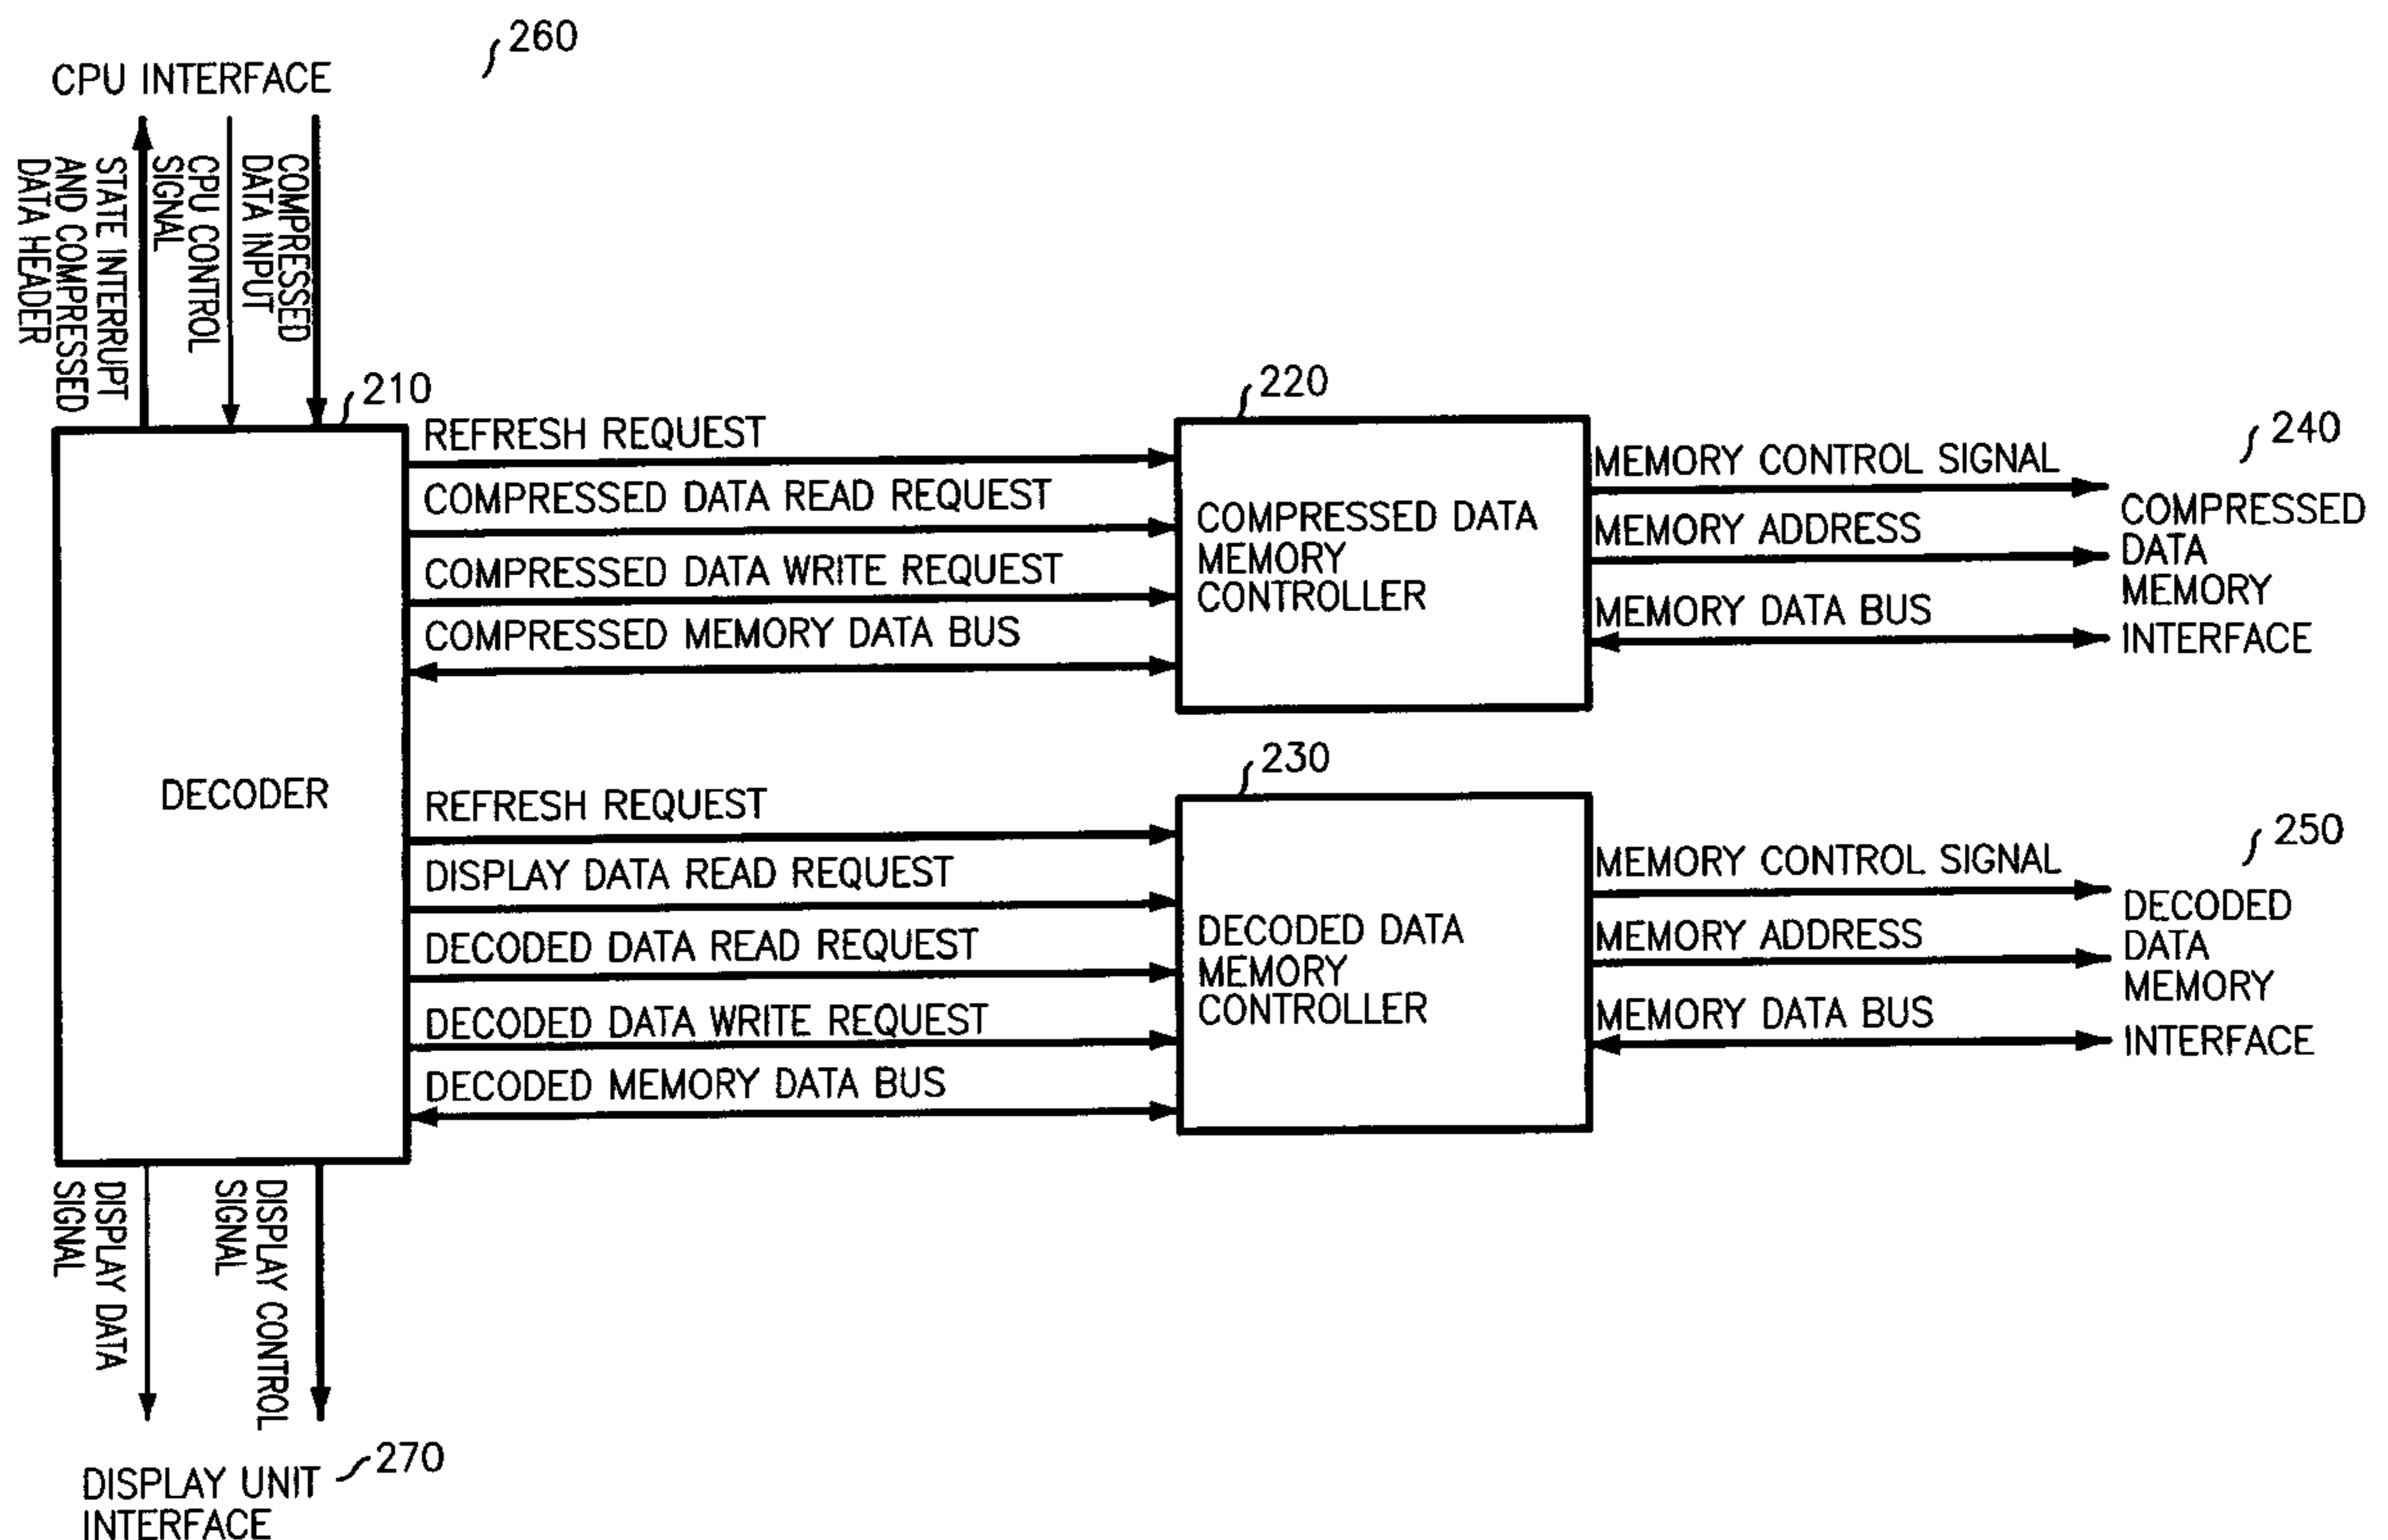 260
CPU INTERFACE
STATE INTERRUPT
AND COMPRESSED
DATA HEADER
CPU CONTROL
SIGNAL
COMPRESSED
DATA INPUT
210
DECODER
REFRESH REQUEST
COMPRESSED DATA READ REQUEST
COMPRESSED DATA WRITE REQUEST
COMPRESSED MEMORY DATA BUS
220
COMPRESSED DATA
MEMORY
CONTROLLER
MEMORY CONTROL SIGNAL
MEMORY ADDRESS
MEMORY DATA BUS
240
COMPRESSED
DATA
MEMORY
INTERFACE
REFRESH REQUEST
DISPLAY DATA READ REQUEST
DECODED DATA READ REQUEST
DECODED DATA WRITE REQUEST
DECODED MEMORY DATA BUS
230
DECODED DATA
MEMORY
CONTROLLER
MEMORY CONTROL SIGNAL
MEMORY ADDRESS
MEMORY DATA BUS
250
DECODED
DATA
MEMORY
INTERFACE
DISPLAY DATA
SIGNAL
DISPLAY CONTROL
SIGNAL
270
DISPLAY UNIT
INTERFACE